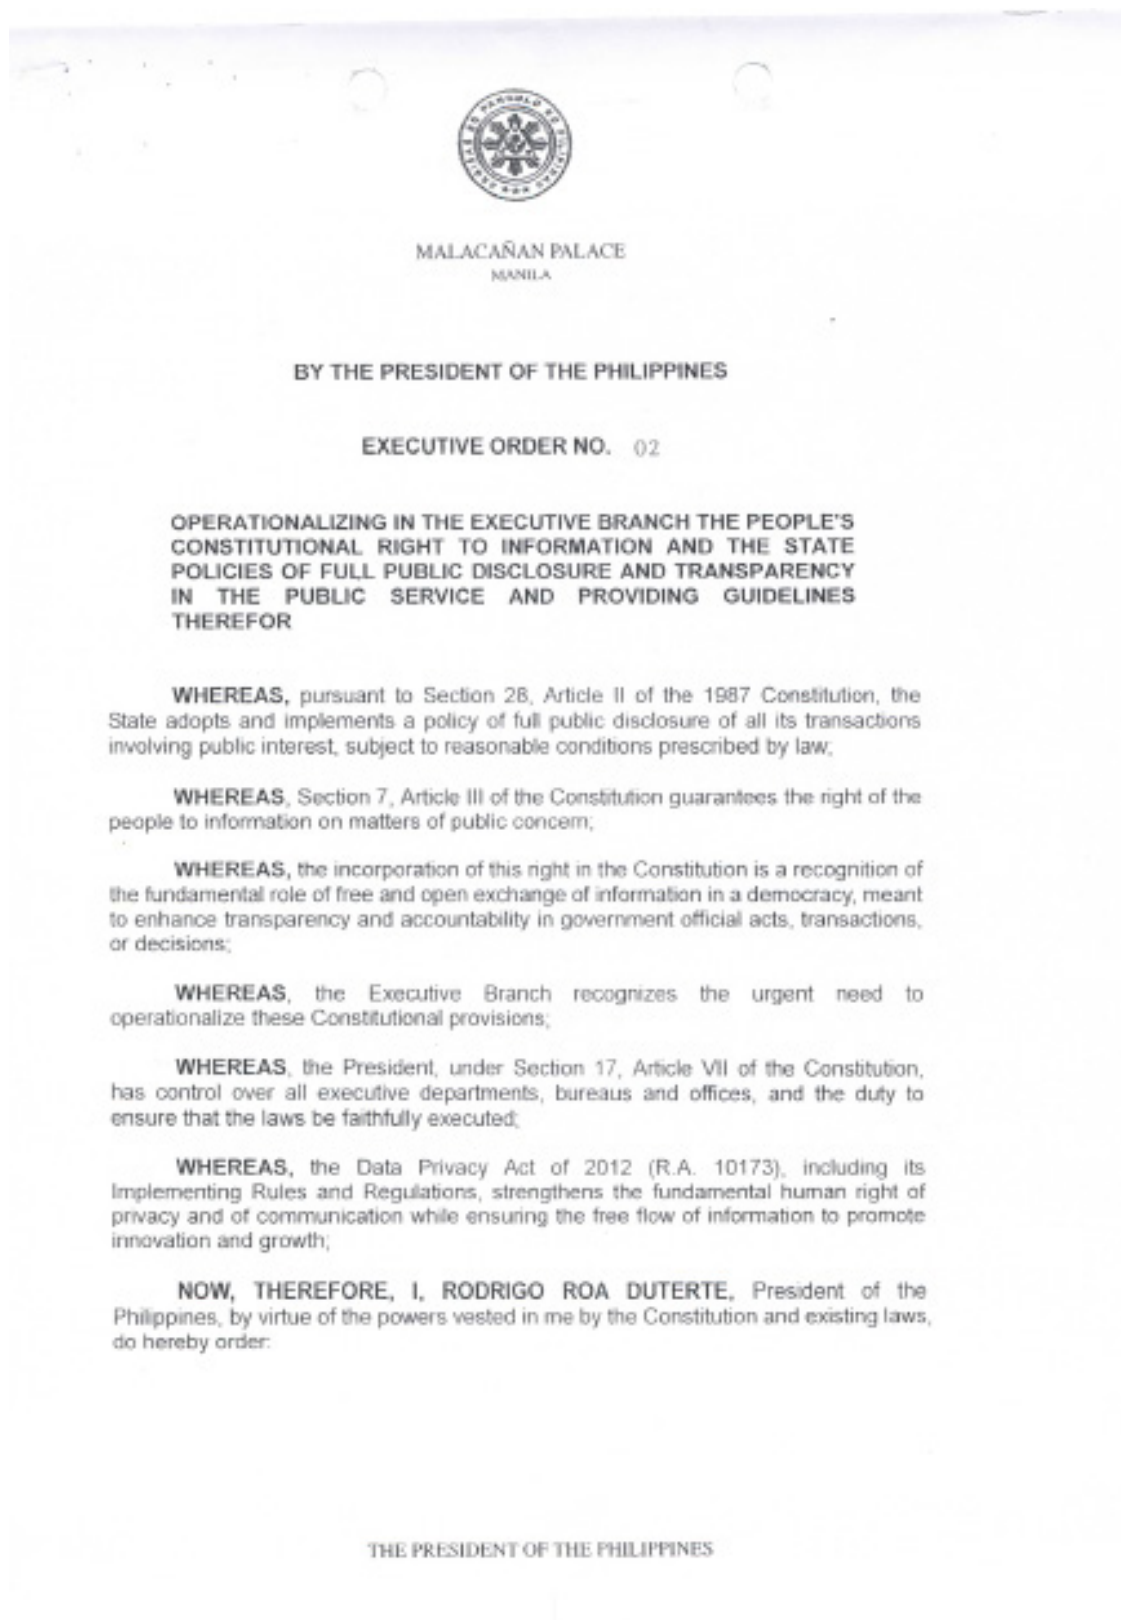 MALACAÑAN PALACE
MANILA
BY THE PRESIDENT OF THE PHILIPPINES
EXECUTIVE ORDER NO. 02
OPERATIONALIZING IN THE EXECUTIVE BRANCH THE PEOPLE'S
CONSTITUTIONAL RIGHT TO INFORMATION AND THE STATE
POLICIES OF FULL PUBLIC DISCLOSURE AND TRANSPARENCY
IN THE PUBLIC SERVICE AND PROVIDING GUIDELINES
THEREFOR
WHEREAS, pursuant to Section 28, Article II of the 1987 Constitution, the
State adopts and implements a policy of full public disclosure of all its transactions
involving public interest, subject to reasonable conditions prescribed by law;
WHEREAS, Section 7, Article III of the Constitution guarantees the right of the
people to information on matters of public concern;
WHEREAS, the incorporation of this right in the Constitution is a recognition of
the fundamental role of free and open exchange of information in a democracy, meant
to enhance transparency and accountability in government official acts, transactions,
or decisions;
WHEREAS, the Executive Branch recognizes the urgent need to
operationalize these Constitutional provisions;
WHEREAS, the President, under Section 17, Article VII of the Constitution,
has control over all executive departments, bureaus and offices, and the duty to
ensure that the laws be faithfully executed;
WHEREAS, the Data Privacy Act of 2012 (R.A. 10173), including its
Implementing Rules and Regulations, strengthens the fundamental human right of
privacy and of communication while ensuring the free flow of information to promote
innovation and growth;
NOW, THEREFORE, I, RODRIGO ROA DUTERTE, President of the
Philippines, by virtue of the powers vested in me by the Constitution and existing laws,
do hereby order:
THE PRESIDENT OF THE PHILIPPINES